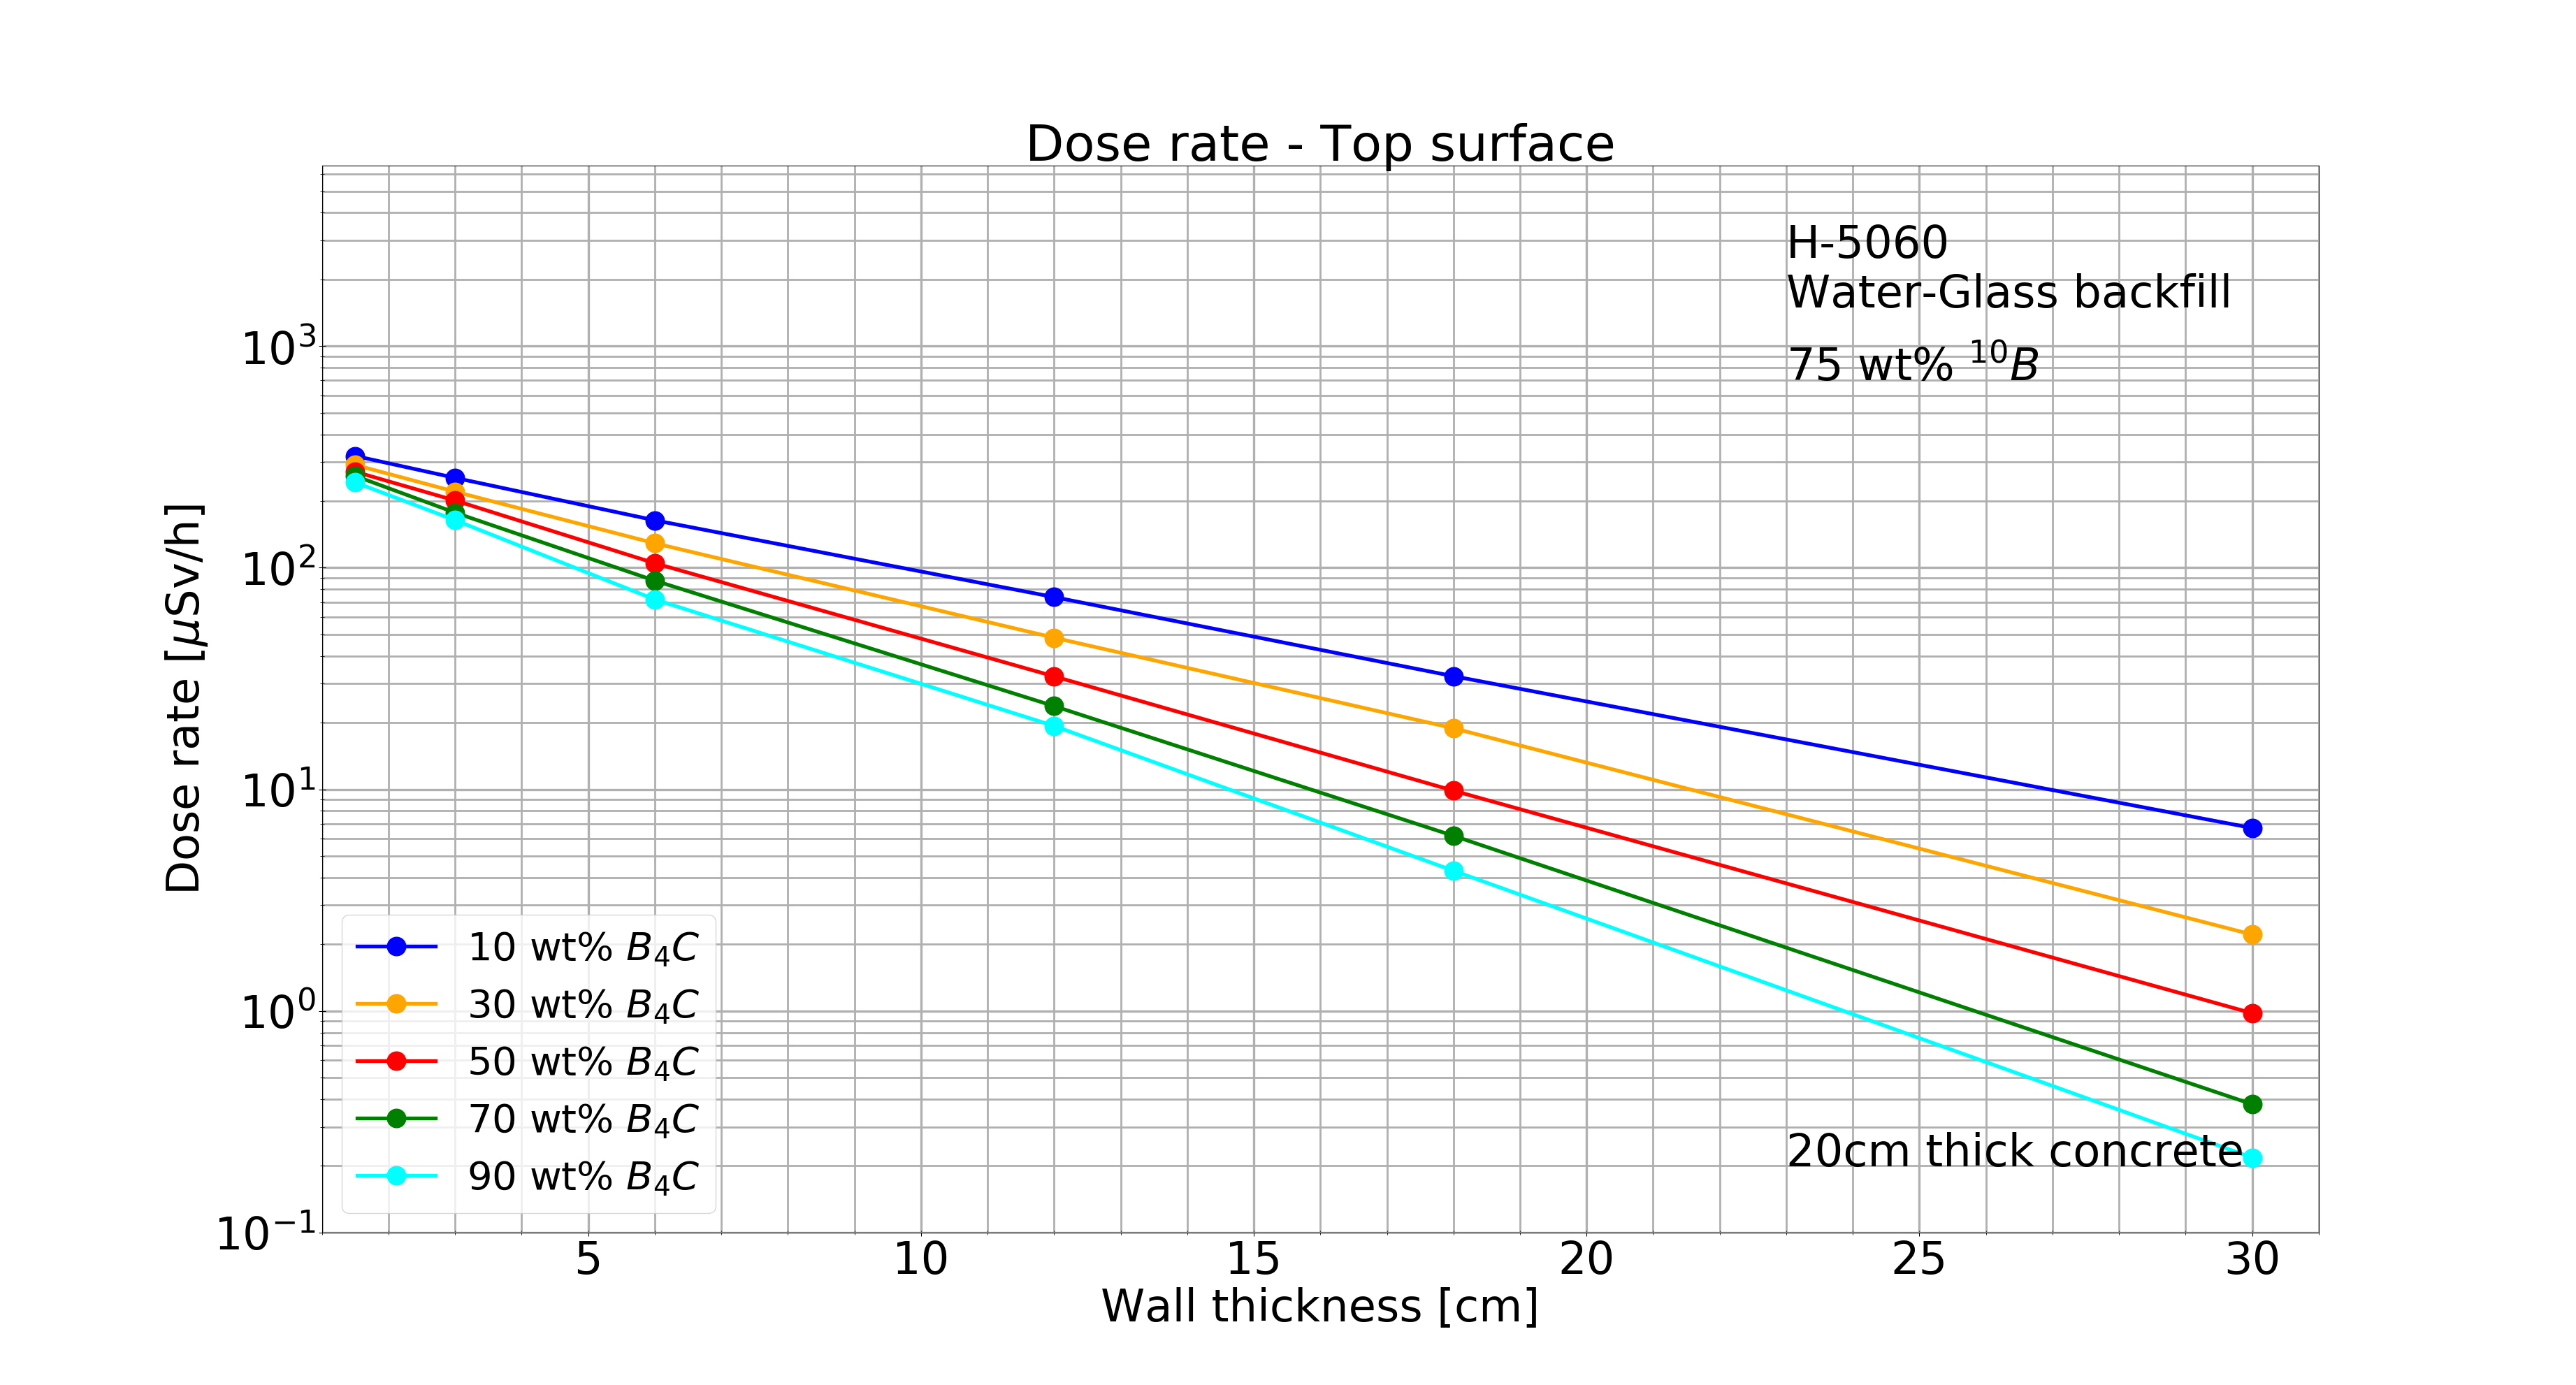 Dose rate - Top surface
H-5060
Water-Glass backfill
75 wt% ¹⁰B
10³
10²
10¹
10⁰
10⁻¹
Dose rate [μSv/h]
10 wt% B₄C
30 wt% B₄C
50 wt% B₄C
70 wt% B₄C
90 wt% B₄C
20cm thick concrete
5 10 15 20 25 30
Wall thickness [cm]